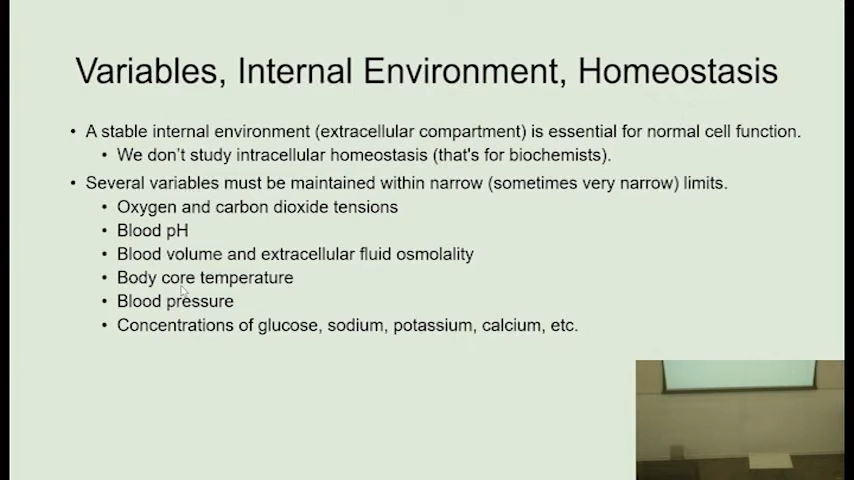 Variables, Internal Environment, Homeostasis
• A stable internal environment (extracellular compartment) is essential for normal cell function.
• We don't study intracellular homeostasis (that's for biochemists).
• Several variables must be maintained within narrow (sometimes very narrow) limits.
• Oxygen and carbon dioxide tensions
• Blood pH
• Blood volume and extracellular fluid osmolality
• Body core temperature
• Blood pressure
• Concentrations of glucose, sodium, potassium, calcium, etc.